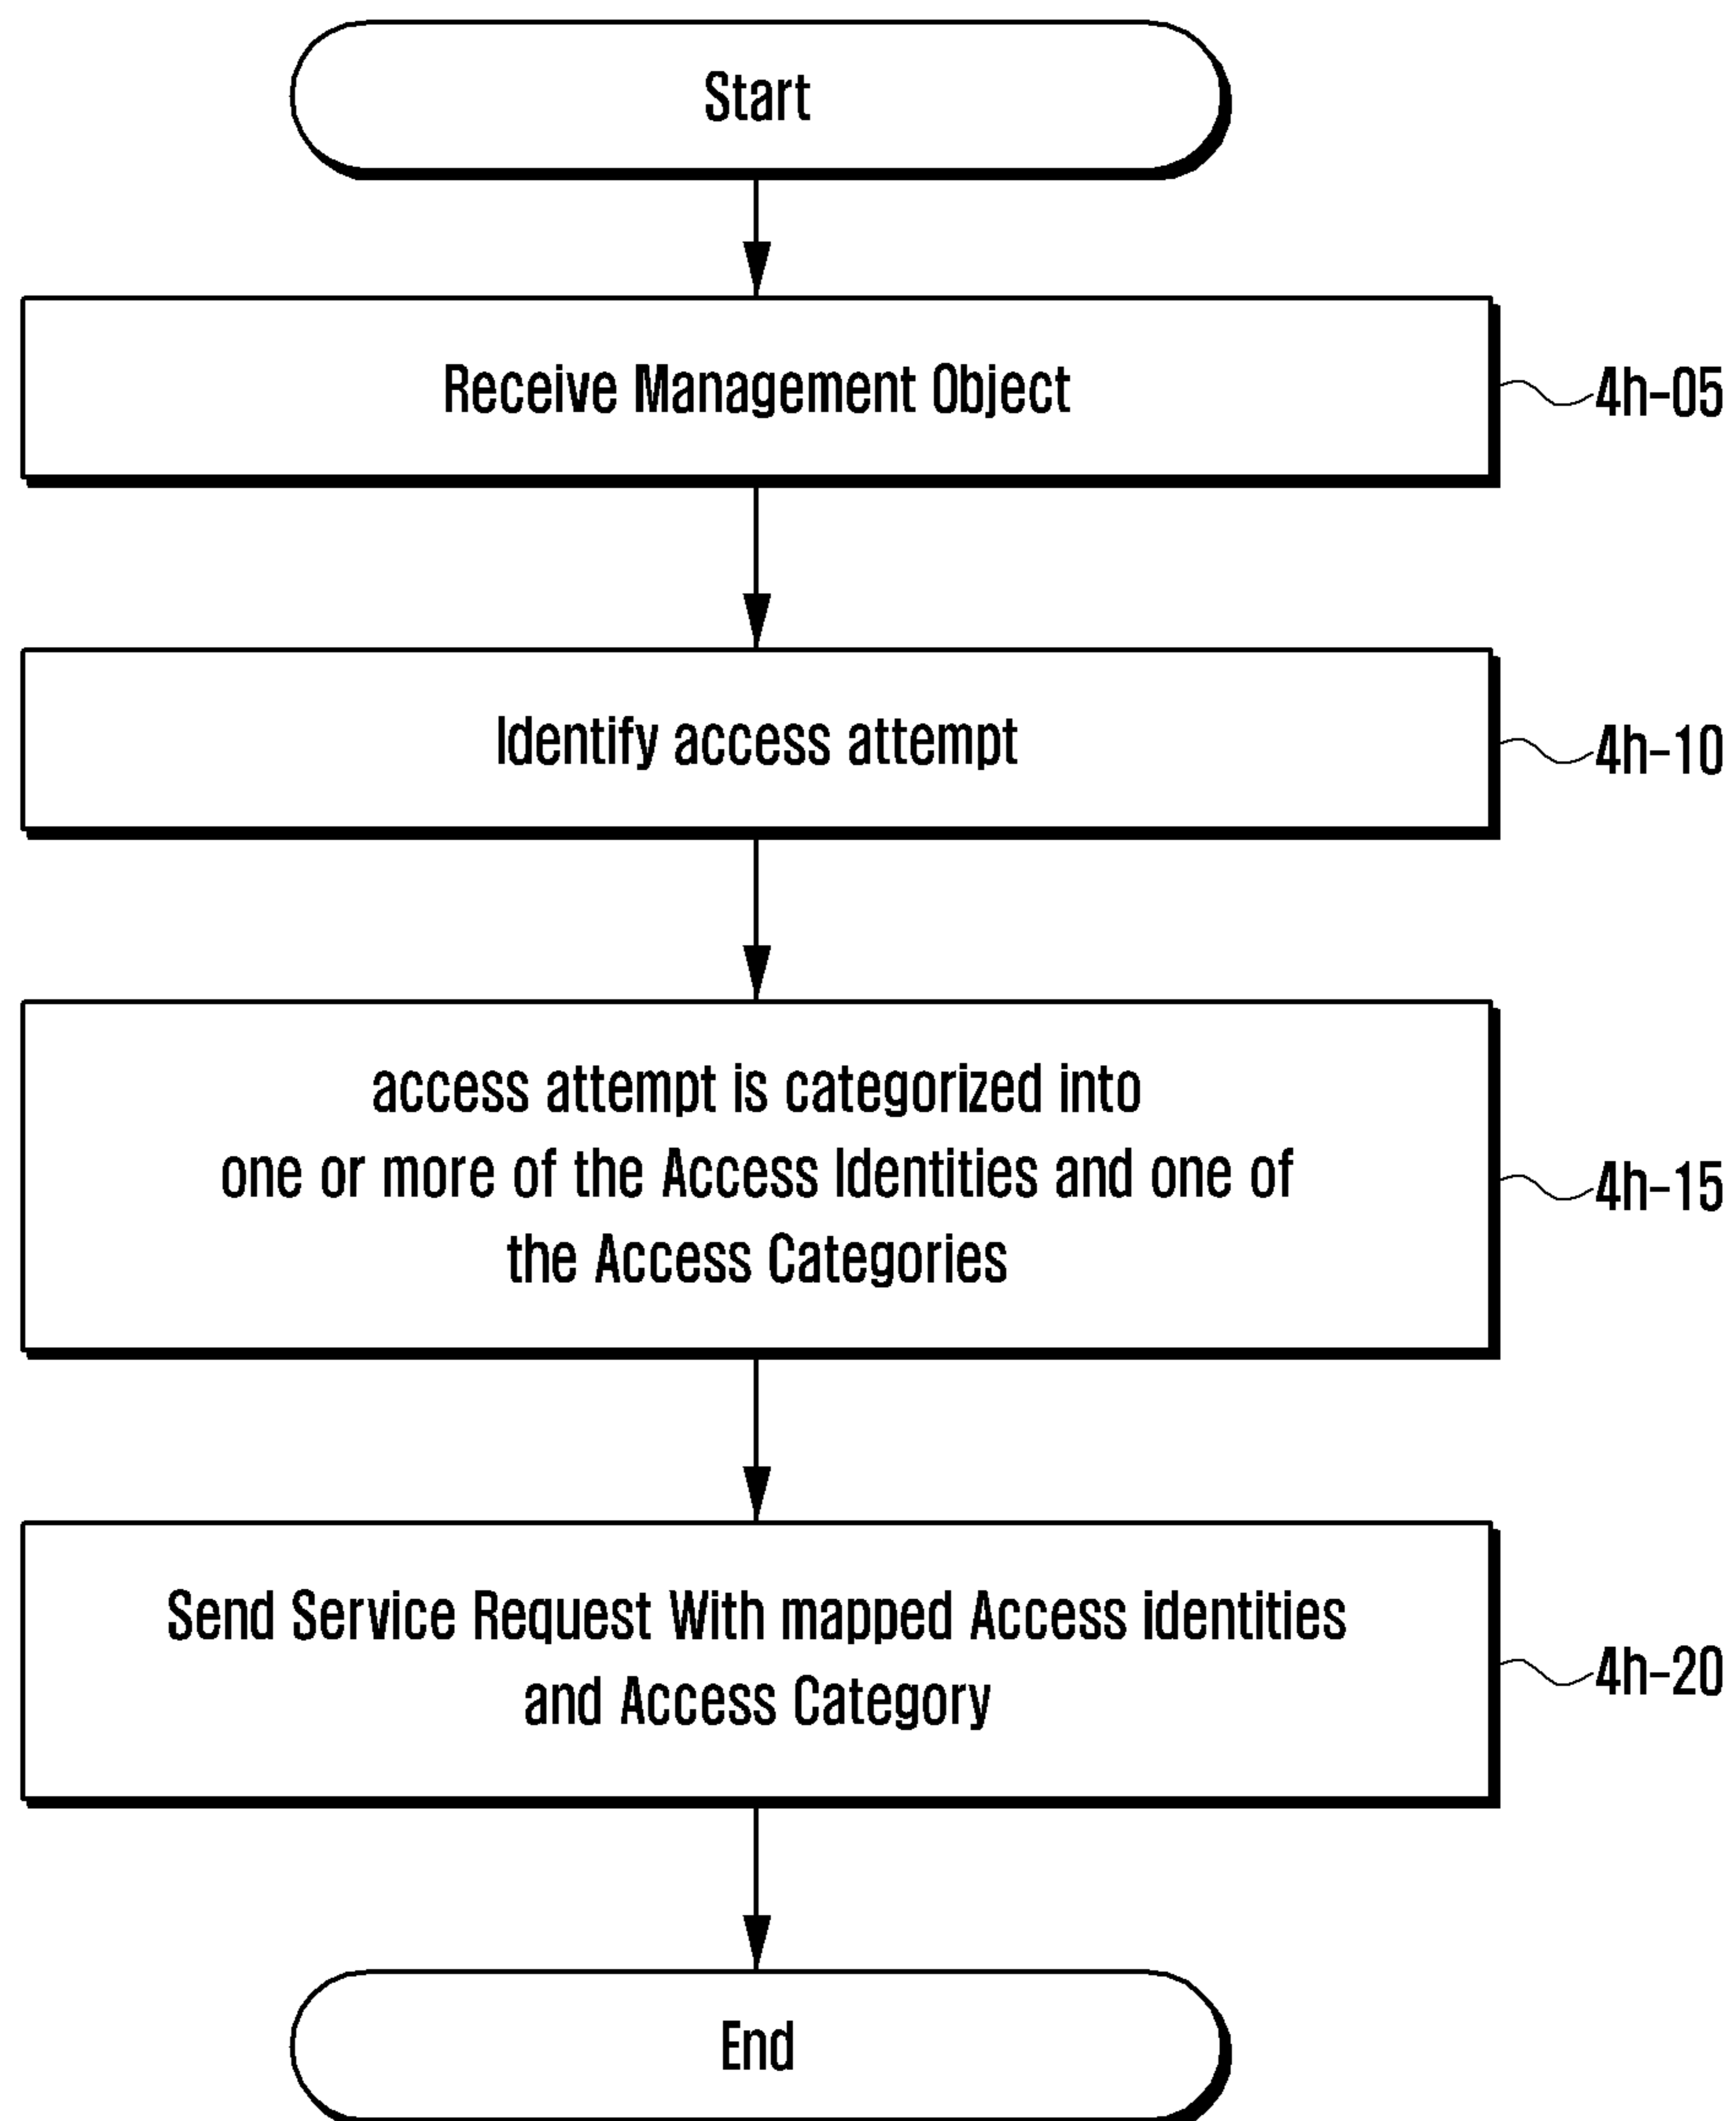 Start
Receive Management Object
4h-05
Identify access attempt
4h-10
access attempt is categorized into
one or more of the Access Identities and one of
the Access Categories
4h-15
Send Service Request With mapped Access identities
and Access Category
4h-20
End